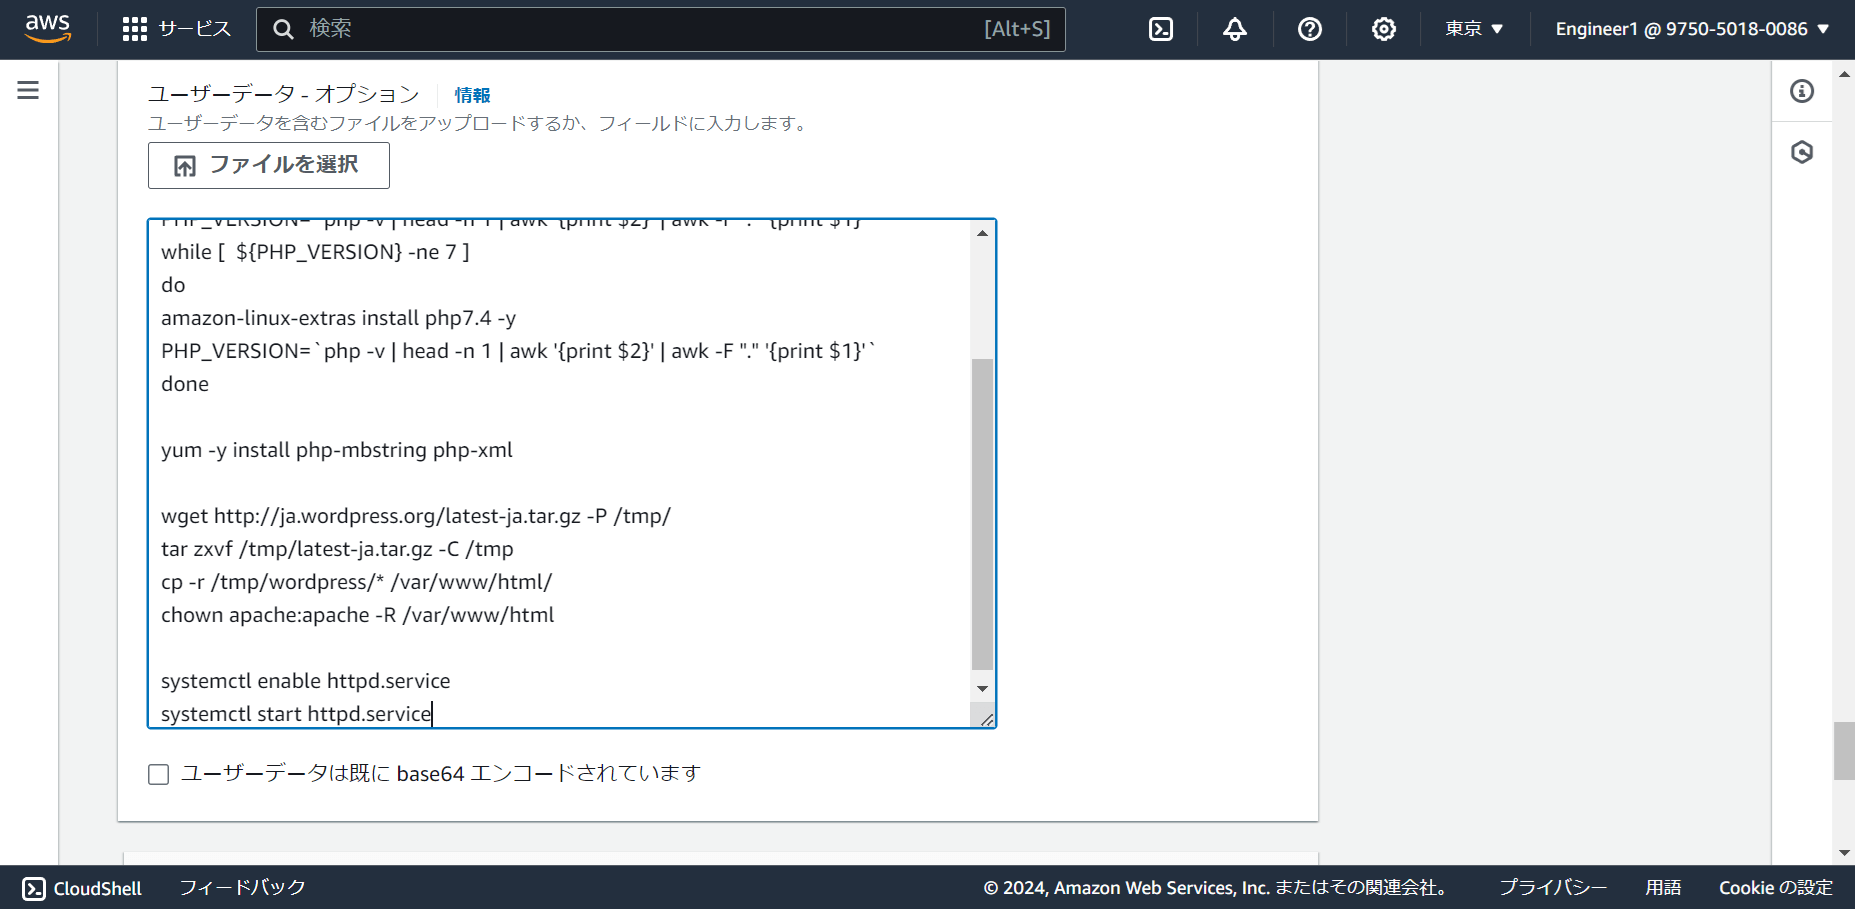 aws
サービス
検索
[Alt+S]
東京
Engineer1 @ 9750-5018-0086
ユーザーデータ - オプション
情報
ユーザーデータを含むファイルをアップロードするか、フィールドに入力します。
ファイルを選択
PHP_VERSION=`php -v | head -n 1 | awk '{print $2}' | awk -F "." '{print $1}'`
while [  ${PHP_VERSION} -ne 7 ]
do
amazon-linux-extras install php7.4 -y
PHP_VERSION=`php -v | head -n 1 | awk '{print $2}' | awk -F "." '{print $1}'`
done
yum -y install php-mbstring php-xml
wget http://ja.wordpress.org/latest-ja.tar.gz -P /tmp/
tar zxvf /tmp/latest-ja.tar.gz -C /tmp
cp -r /tmp/wordpress/* /var/www/html/
chown apache:apache -R /var/www/html
systemctl enable httpd.service
systemctl start httpd.service
ユーザーデータは既に base64 エンコードされています
CloudShell
フィードバック
© 2024, Amazon Web Services, Inc. またはその関連会社。
プライバシー
用語
Cookie の設定